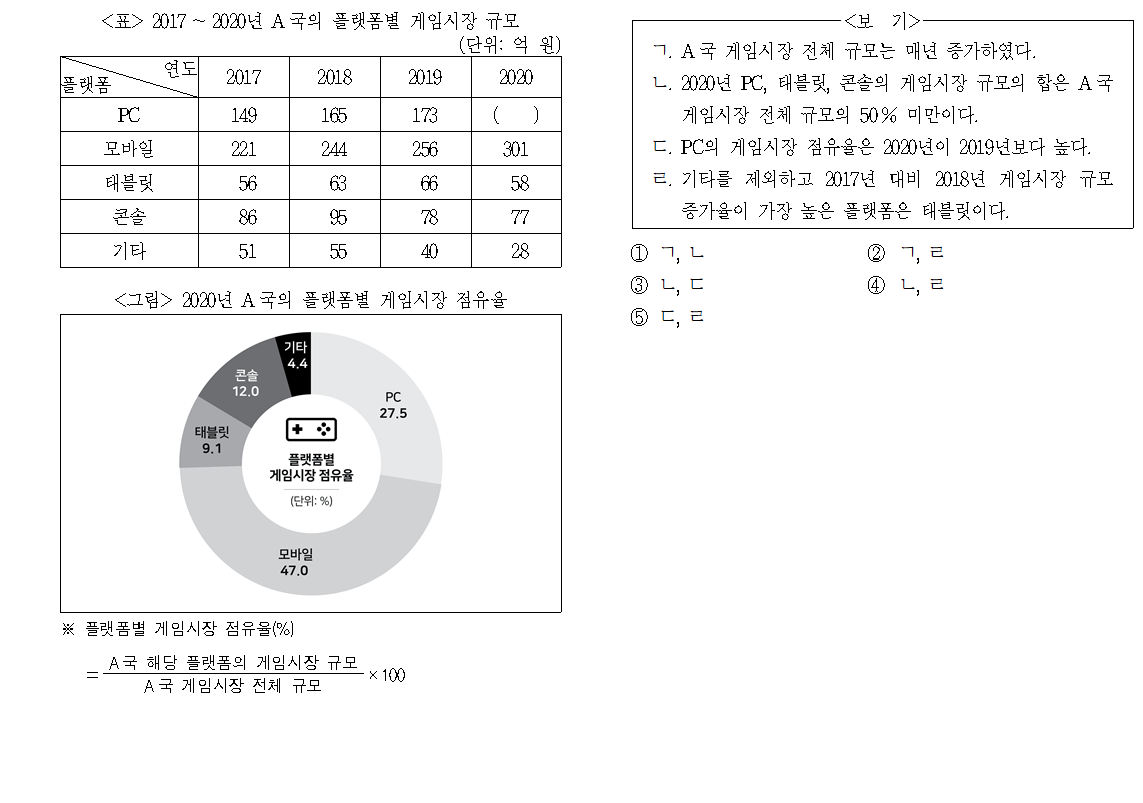 <표> 2017 ~ 2020년 A국의 플랫폼별 게임시장 규모
(단위: 억 원)
연도
플랫폼
2017 2018 2019 2020
PC 149 165 173 ( )
모바일 221 244 256 301
태블릿 56 63 66 58
콘솔 86 95 78 77
기타 51 55 40 28
<그림> 2020년 A국의 플랫폼별 게임시장 점유율
기타
4.4
콘솔
12.0
PC
27.5
태블릿
9.1
플랫폼별
게임시장 점유율
(단위: %)
모바일
47.0
※ 플랫폼별 게임시장 점유율(%)
A국 해당 플랫폼의 게임시장 규모
= ×100
A국 게임시장 전체 규모
<보 기>
ㄱ. A국 게임시장 전체 규모는 매년 증가하였다.
ㄴ. 2020년 PC, 태블릿, 콘솔의 게임시장 규모의 합은 A국
게임시장 전체 규모의 50% 미만이다.
ㄷ. PC의 게임시장 점유율은 2020년이 2019년보다 높다.
ㄹ. 기타를 제외하고 2017년 대비 2018년 게임시장 규모
증가율이 가장 높은 플랫폼은 태블릿이다.
① ㄱ, ㄴ ② ㄱ, ㄹ
③ ㄴ, ㄷ ④ ㄴ, ㄹ
⑤ ㄷ, ㄹ